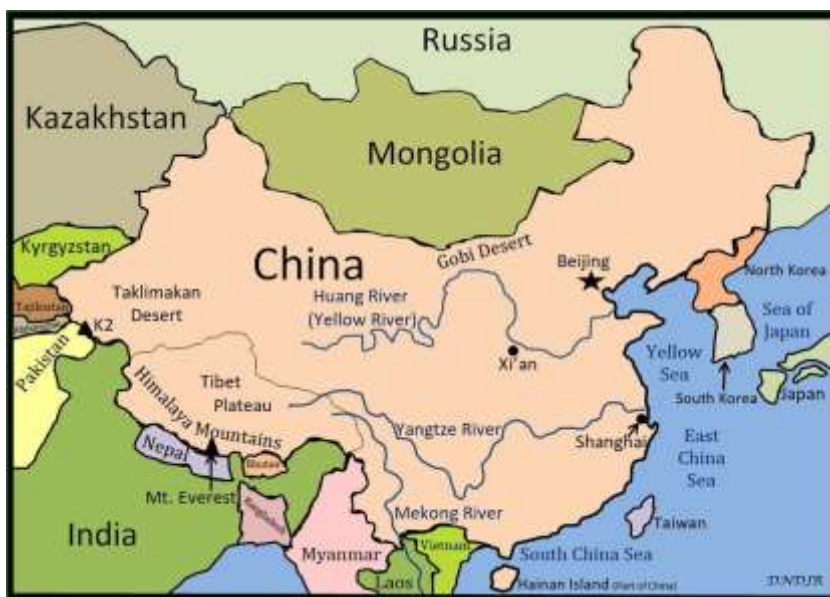 Russia
Kazakhstan
Mongolia
Kyrgyzstan
China
Gobi Desert
Beijing
North Korea
Taklimakan
Desert
Huang River
(Yellow River)
Sea of
Japan
K2
Pakistan
Xi'an
Yellow
Sea
South Korea
Japan
Himalaya Mountains
Tibet
Plateau
Yangtze River
Shanghai
East
China
Sea
Nepal
Bhutan
Mt. Everest
Mekong River
Taiwan
India
Bangladesh
Myanmar
Vietnam
South China Sea
Laos
Hainan Island (Part of China)